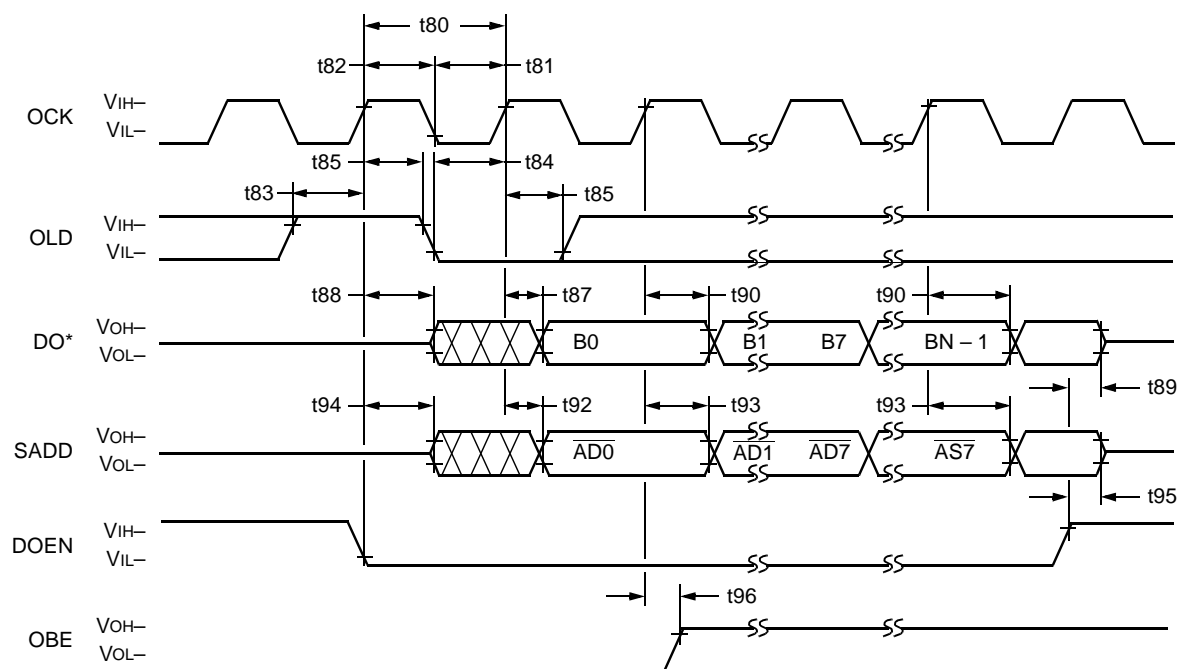 t80
t82 t81
OCK VIH–
VIL–
t85 t84
t83 t85
OLD VIH–
VIL–
t88 t87 t90 t90
DO* VOH–
VOL–
B0 B1 B7 BN – 1
t89
t94 t92 t93 t93
SADD VOH–
VOL–
AD0 AD1 AD7 AS7
t95
DOEN VIH–
VIL–
t96
OBE VOH–
VOL–